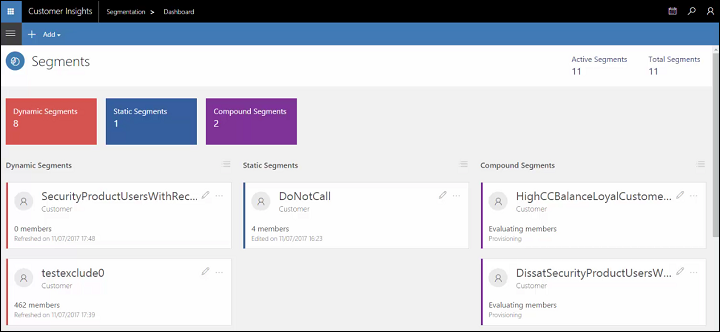 Customer Insights
Segmentation > Dashboard
+ Add
Segments
Active Segments
11
Total Segments
11
Dynamic Segments
8
Static Segments
1
Compound Segments
2
Dynamic Segments
SecurityProductUsersWithRec...
Customer
0 members
Refreshed on 11/07/2017 17:48
testexclude0
Customer
462 members
Refreshed on 11/07/2017 17:39
Static Segments
DoNotCall
Customer
4 members
Edited on 11/07/2017 16:23
Compound Segments
HighCCBalanceLoyalCustome...
Customer
Evaluating members
Provisioning
DissatSecurityProductUsersW...
Customer
Evaluating members
Provisioning